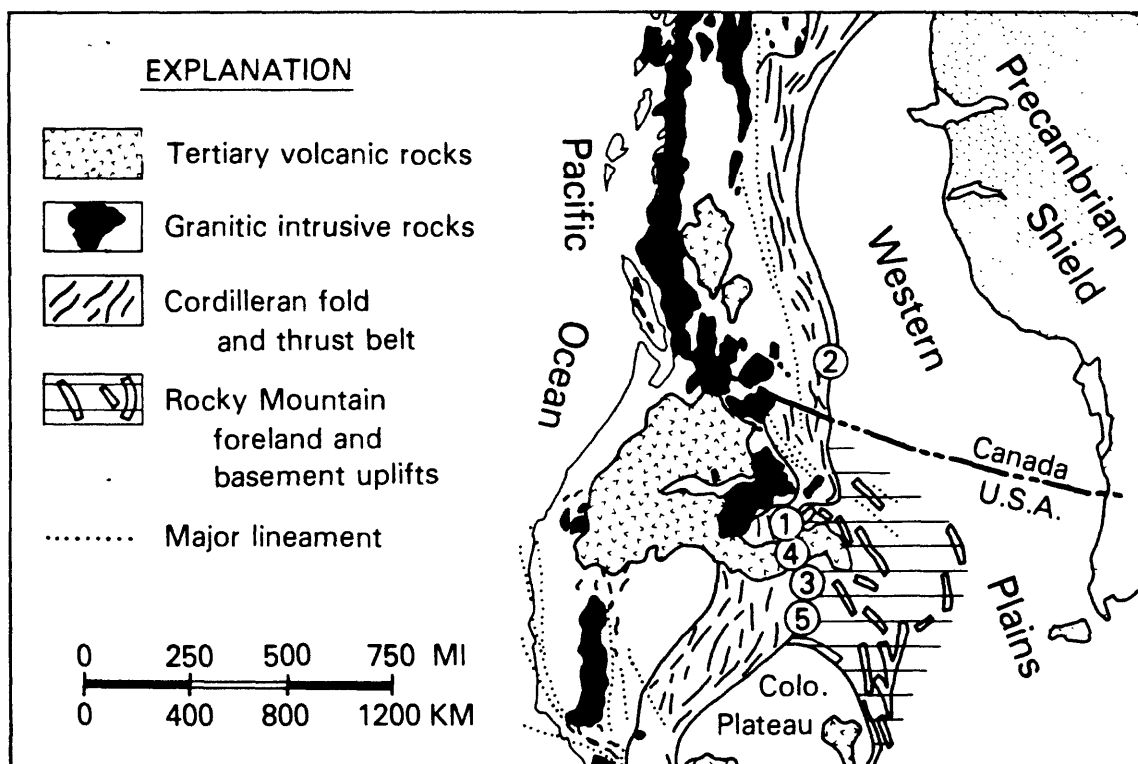 EXPLANATION
Tertiary volcanic rocks
Granitic intrusive rocks
Cordilleran fold
and thrust belt
Rocky Mountain
foreland and
basement uplifts
Major lineament
0 250 500 750 MI
0 400 800 1200 KM
Pacific
Ocean
Precambrian
Shield
Western
Plains
Canada
U.S.A.
2
1
4
3
5
Colo.
Plateau